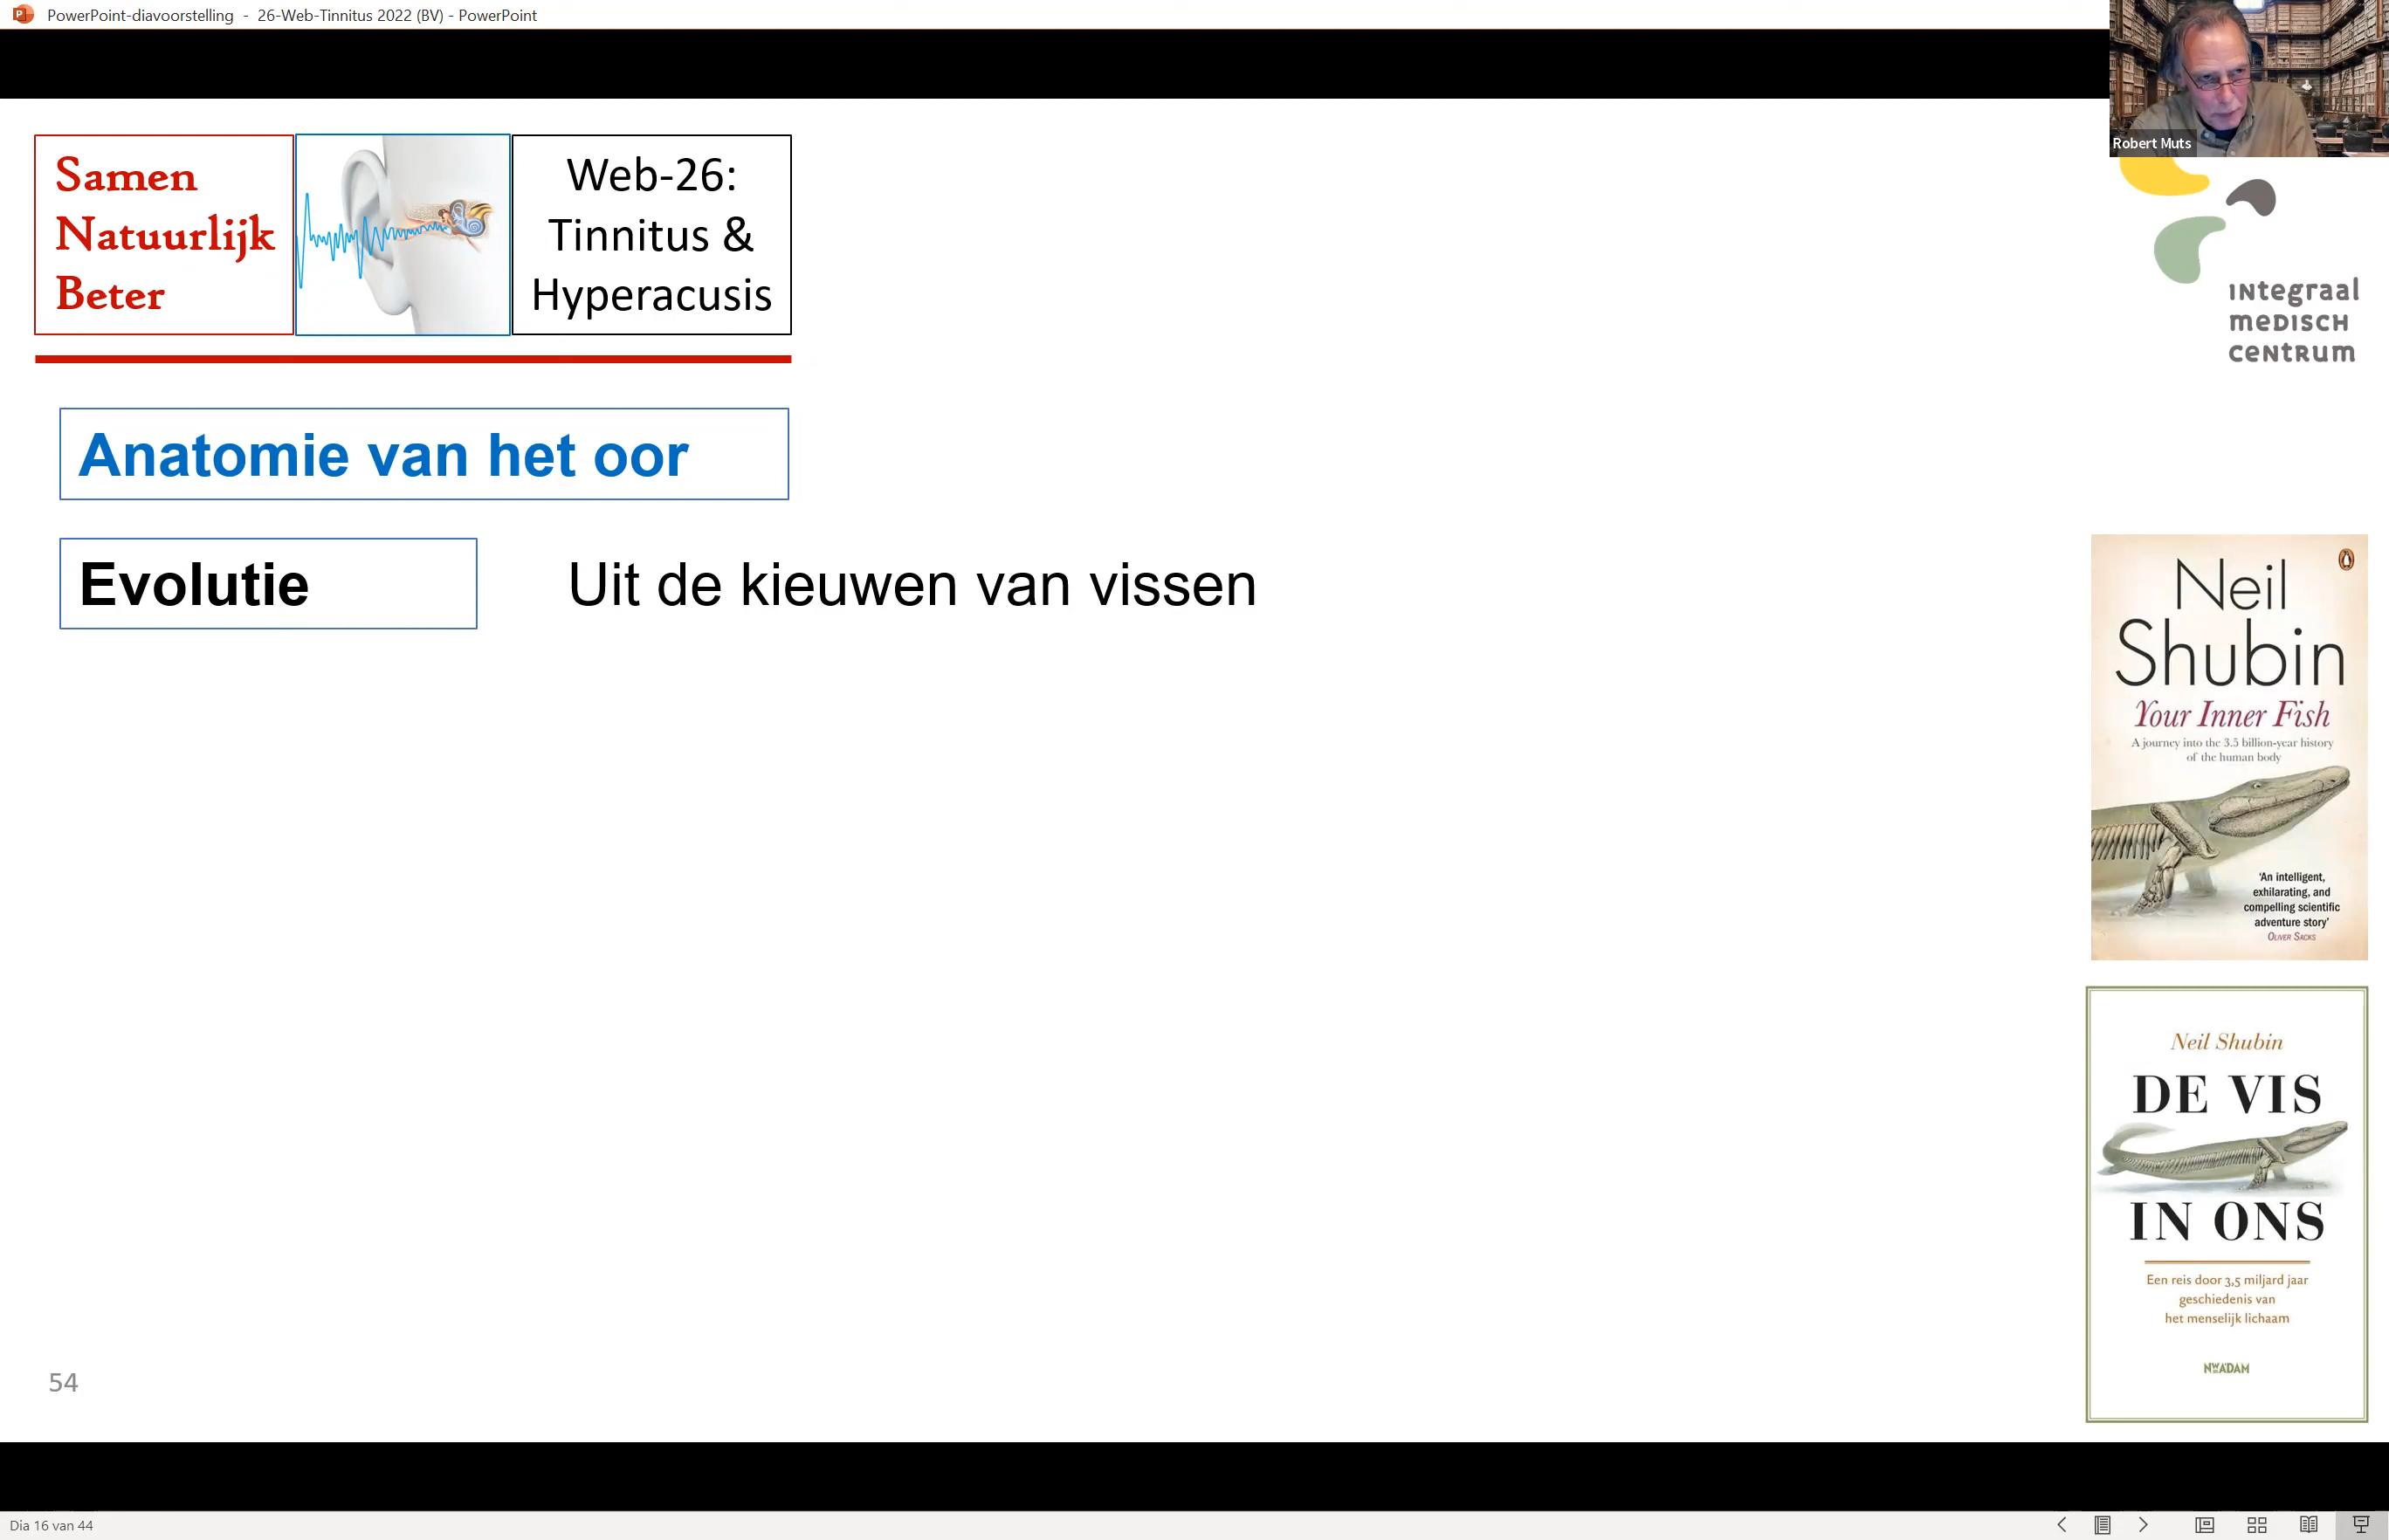 PowerPoint-diavoorstelling - 26-Web-Tinnitus 2022 (BV) - PowerPoint
Robert Muts
Samen
Natuurlijk
Beter
Web-26:
Tinnitus &
Hyperacusis
integraal
medisch
centrum
Anatomie van het oor
Evolutie
Uit de kieuwen van vissen
Neil
Shubin
Your Inner Fish
A journey into the 3.5 billion-year history
of the human body
'An intelligent,
exhilarating, and
compelling scientific
adventure story'
OLIVER SACKS
Neil Shubin
DE VIS
IN ONS
Een reis door 3,5 miljard jaar
geschiedenis van
het menselijk lichaam
54
Dia 16 van 44